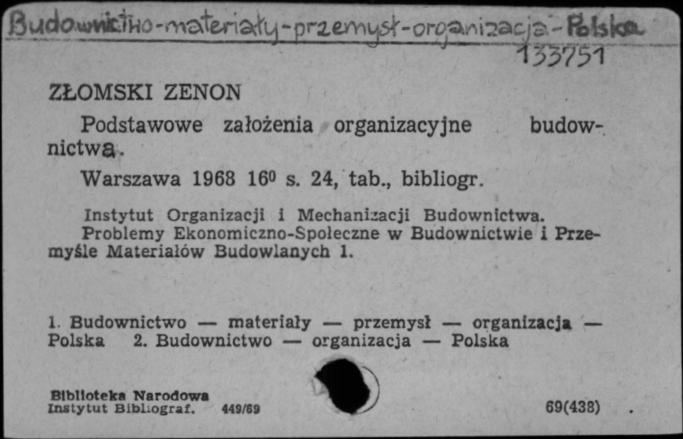 Budownictwo-materiały-przemysł-organizacja-Polska
133751
ZŁOMSKI ZENON
Podstawowe założenia organizacyjne budow-
nictwa.
Warszawa 1968 16⁰ s. 24, tab., bibliogr.
Instytut Organizacji i Mechanizacji Budownictwa.
Problemy Ekonomiczno-Społeczne w Budownictwie i Prze-
myśle Materiałów Budowlanych 1.
1. Budownictwo — materiały — przemysł — organizacja —
Polska 2. Budownictwo — organizacja — Polska
Biblioteka Narodowa
Instytut Bibliograf. 449/69 69(438)